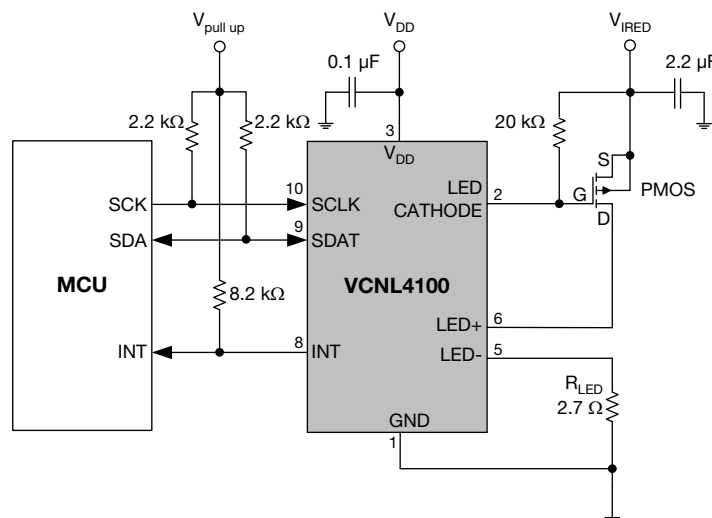 V_pull up
V_DD
V_IRED
0.1 µF
2.2 µF
2.2 kΩ
2.2 kΩ
20 kΩ
3
V_DD
S
LED
CATHODE
2
G
PMOS
D
SCK
10
SCLK
SDA
9
SDAT
MCU
VCNL4100
8.2 kΩ
LED+
6
INT
8
INT
LED-
5
R_LED
2.7 Ω
GND
1